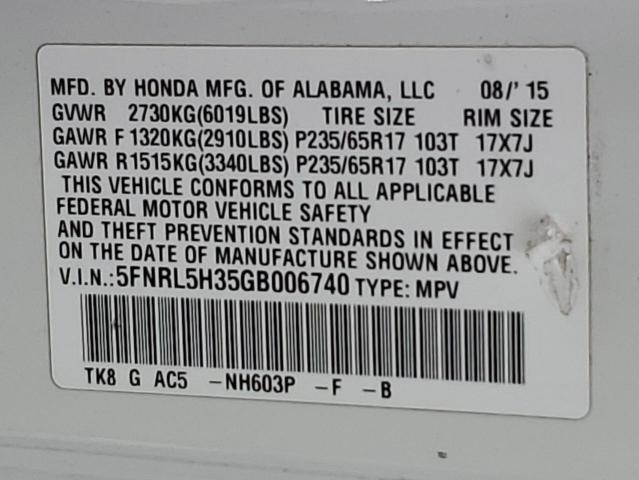 MFD. BY HONDA MFG. OF ALABAMA, LLC 08/' 15
GVWR 2730KG(6019LBS) TIRE SIZE RIM SIZE
GAWR F 1320KG(2910LBS) P235/65R17 103T 17X7J
GAWR R1515KG(3340LBS) P235/65R17 103T 17X7J
THIS VEHICLE CONFORMS TO ALL APPLICABLE
FEDERAL MOTOR VEHICLE SAFETY
AND THEFT PREVENTION STANDARDS IN EFFECT
ON THE DATE OF MANUFACTURE SHOWN ABOVE.
V.I.N.:5FNRL5H35GB006740 TYPE: MPV
TK8 G AC5 -NH603P -F -B